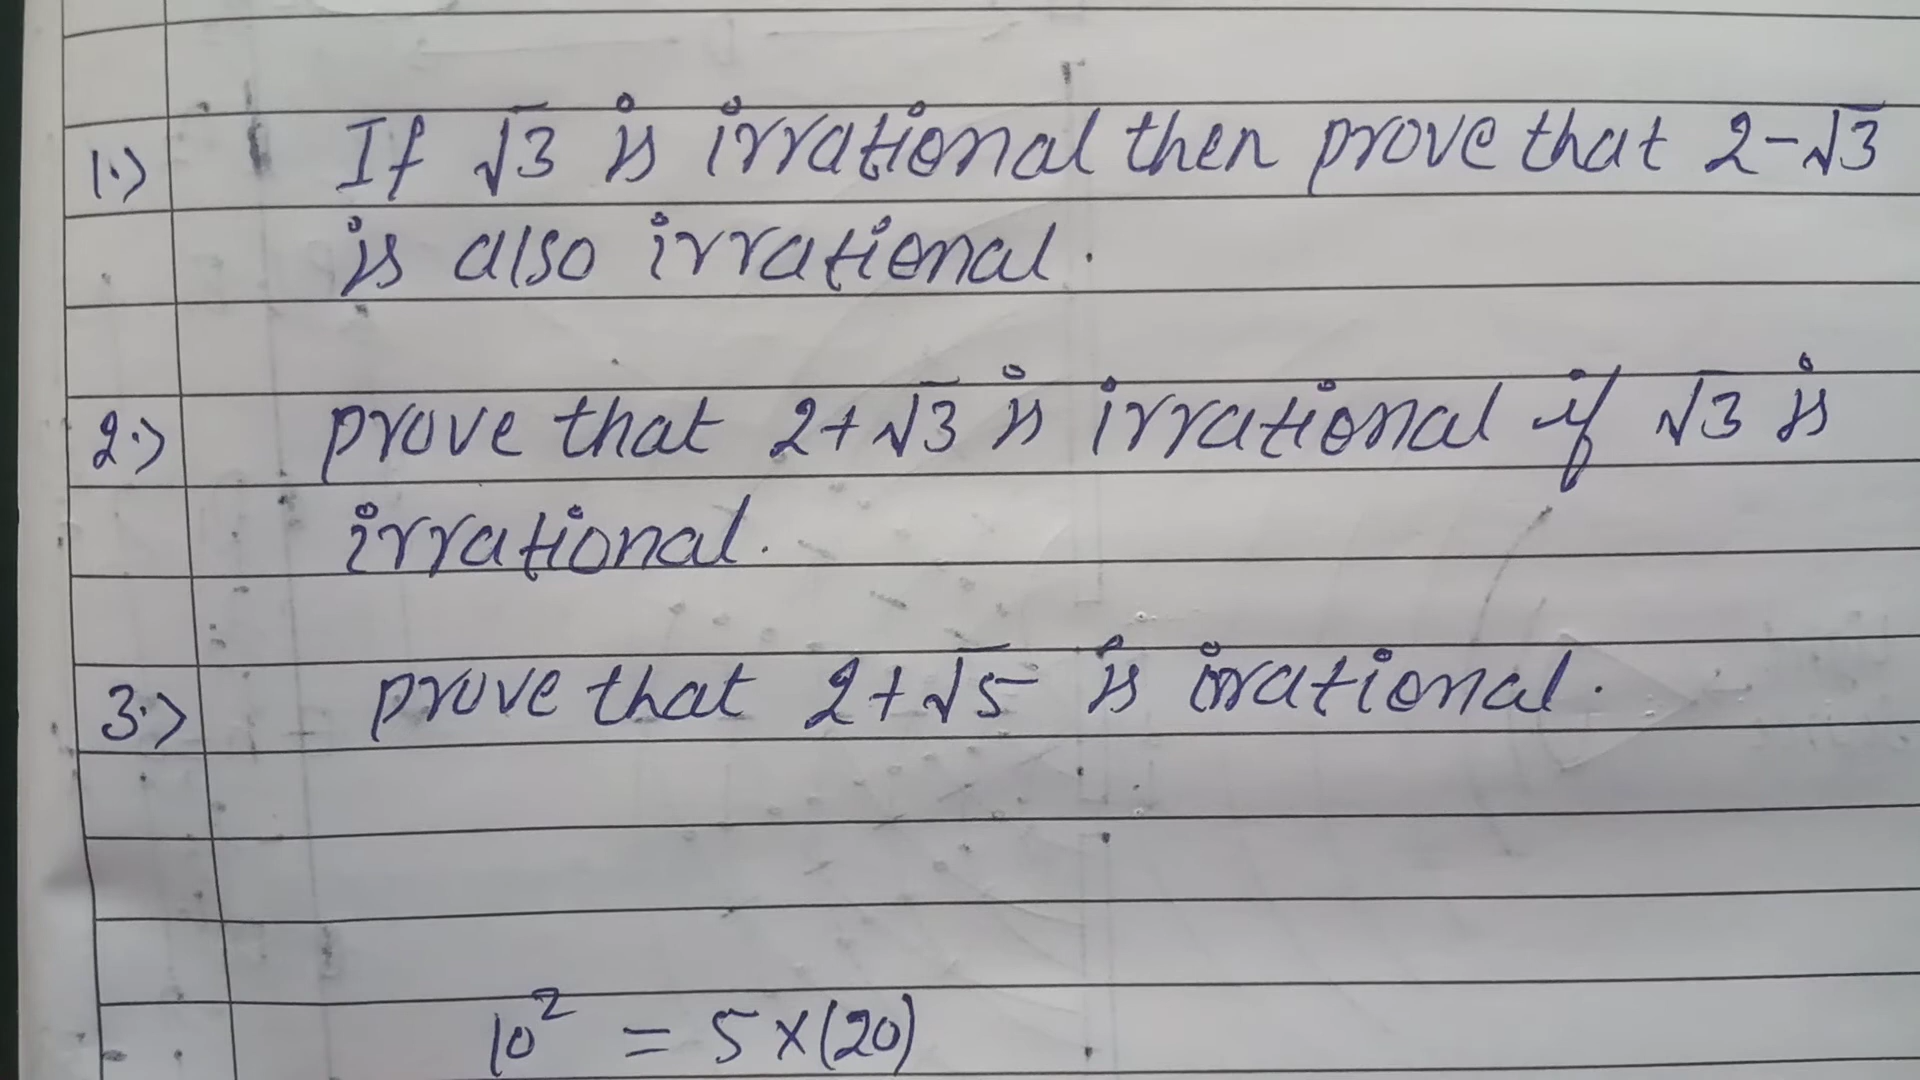 1.> If √3 is irrational then prove that 2-√3
is also irrational.
2.> prove that 2+√3 is irrational if √3 is
irrational.
3.> prove that 2+√5 is irrational.
10² = 5×(20)